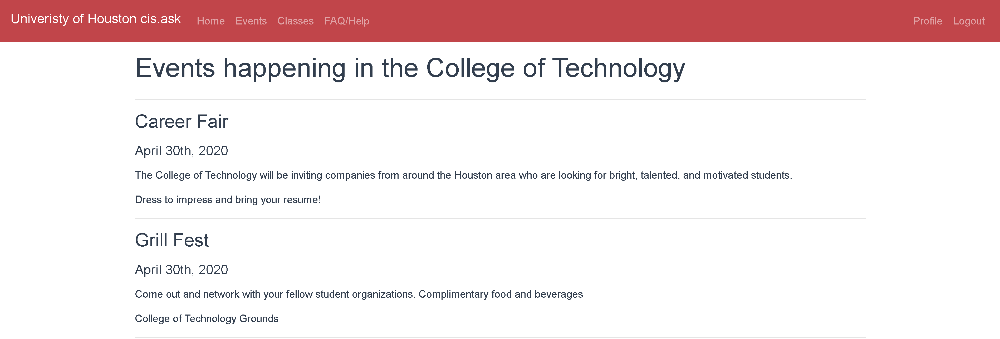 Univeristy of Houston cis.ask Home Events Classes FAQ/Help Profile Logout
Events happening in the College of Technology
Career Fair
April 30th, 2020
The College of Technology will be inviting companies from around the Houston area who are looking for bright, talented, and motivated students.
Dress to impress and bring your resume!
Grill Fest
April 30th, 2020
Come out and network with your fellow student organizations. Complimentary food and beverages
College of Technology Grounds